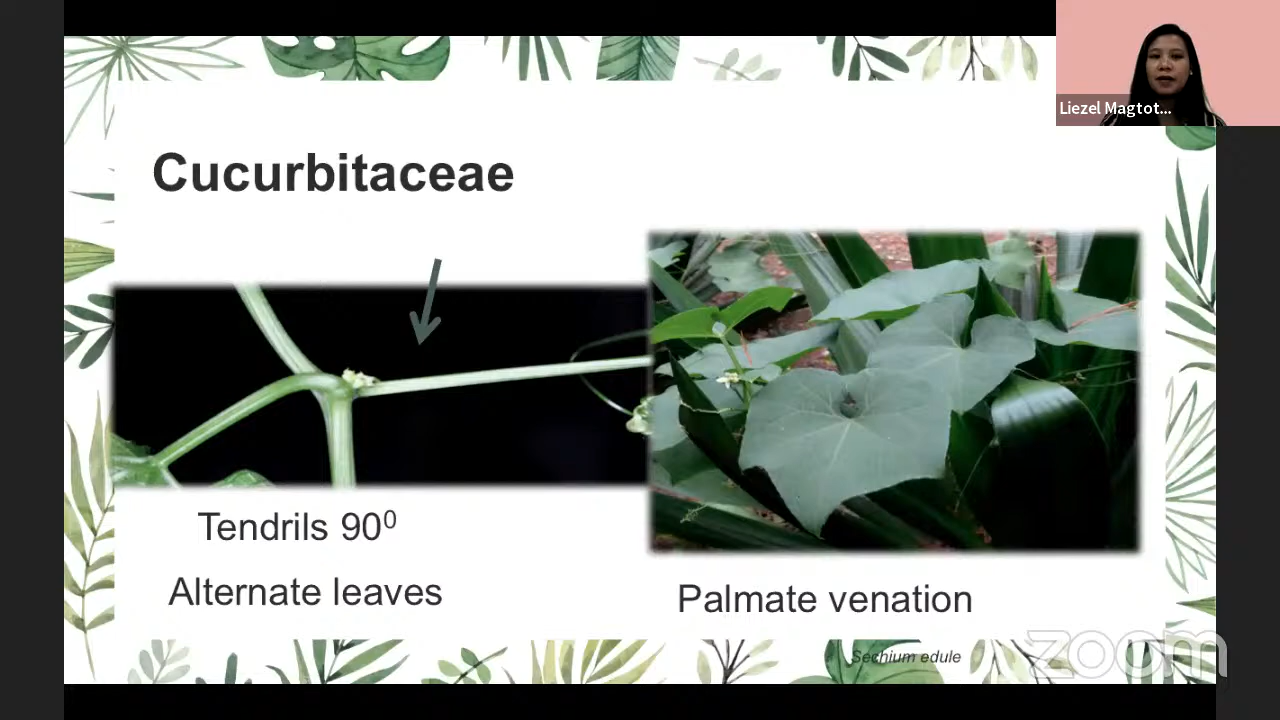 Liezel Magtot...
Cucurbitaceae
Tendrils 90⁰
Alternate leaves
Palmate venation
Sechium edule
zoom